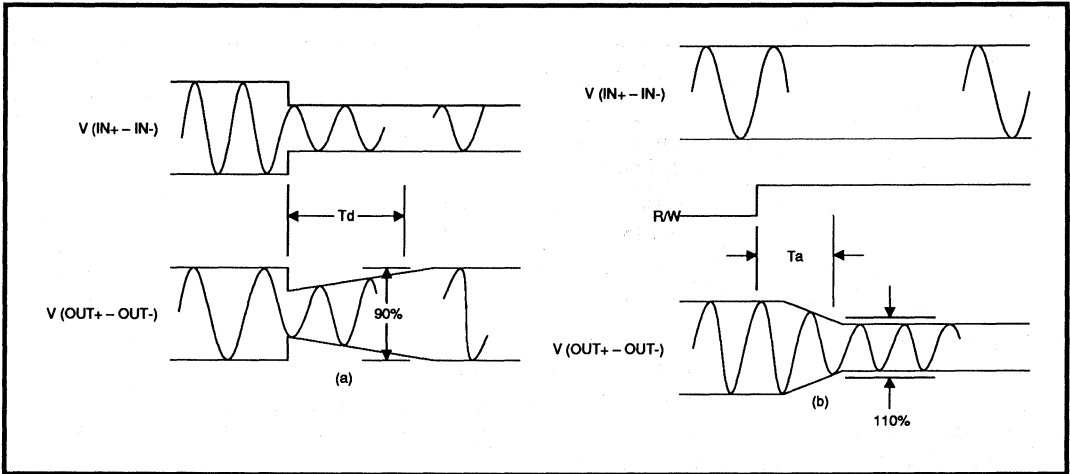 V (IN+ – IN-)
Td
V (OUT+ – OUT-)
90%
(a)
V (IN+ – IN-)
R/W
Ta
V (OUT+ – OUT-)
(b)
110%